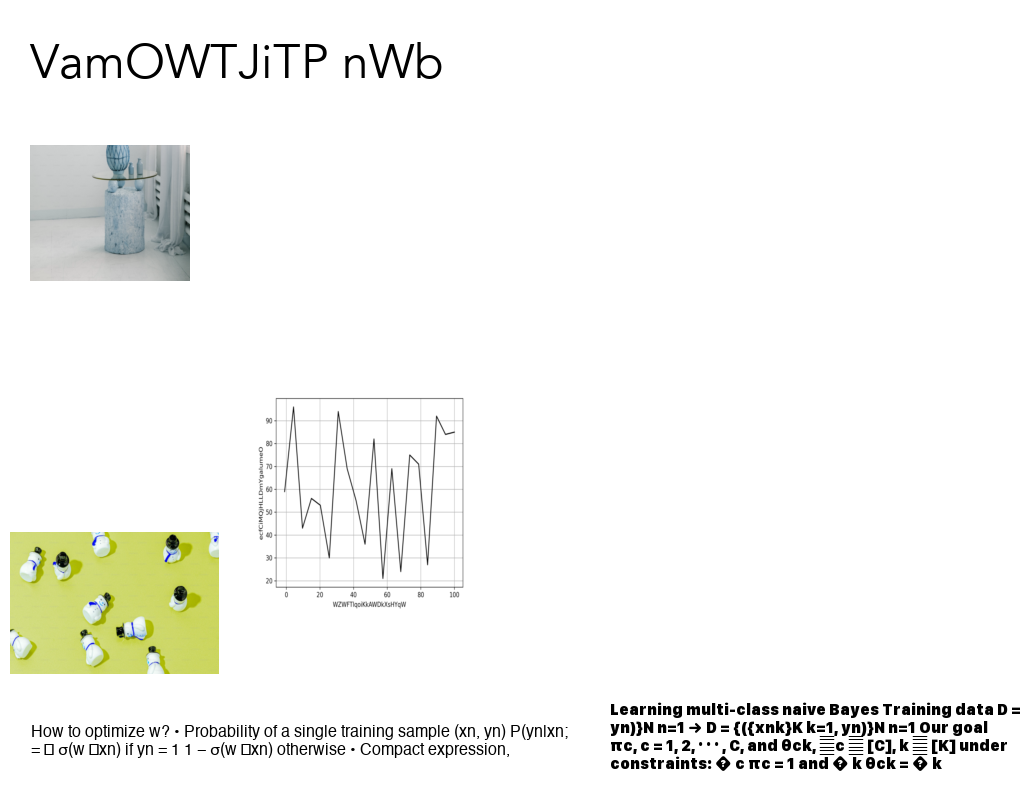 VamOWTJiTP nWb
90
80
70
60
50
40
30
20
0 20 40 60 80 100
How to optimize w? • Probability of a single training sample (xn, yn) P(yn|xn;
= □ σ(w □xn) if yn = 1 1 − σ(w □xn) otherwise • Compact expression,
Learning multi-class naive Bayes Training data D =
yn)}N n=1 → D = {({xnk}K k=1, yn)}N n=1 Our goal
πc, c = 1, 2, · · · , C, and θck, c [C], k [K] under
constraints: � c πc = 1 and � k θck = � k